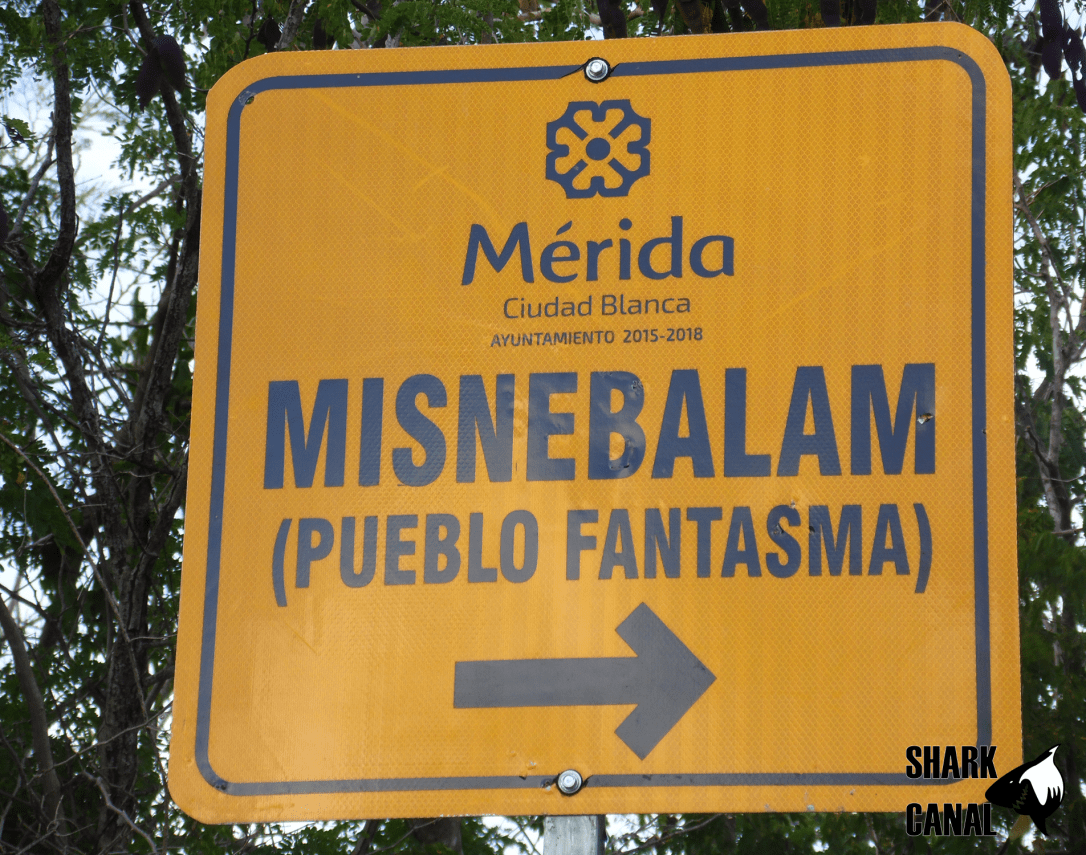 Mérida
Ciudad Blanca
AYUNTAMIENTO 2015-2018
MISNEBALAM
(PUEBLO FANTASMA)
SHARK
CANAL